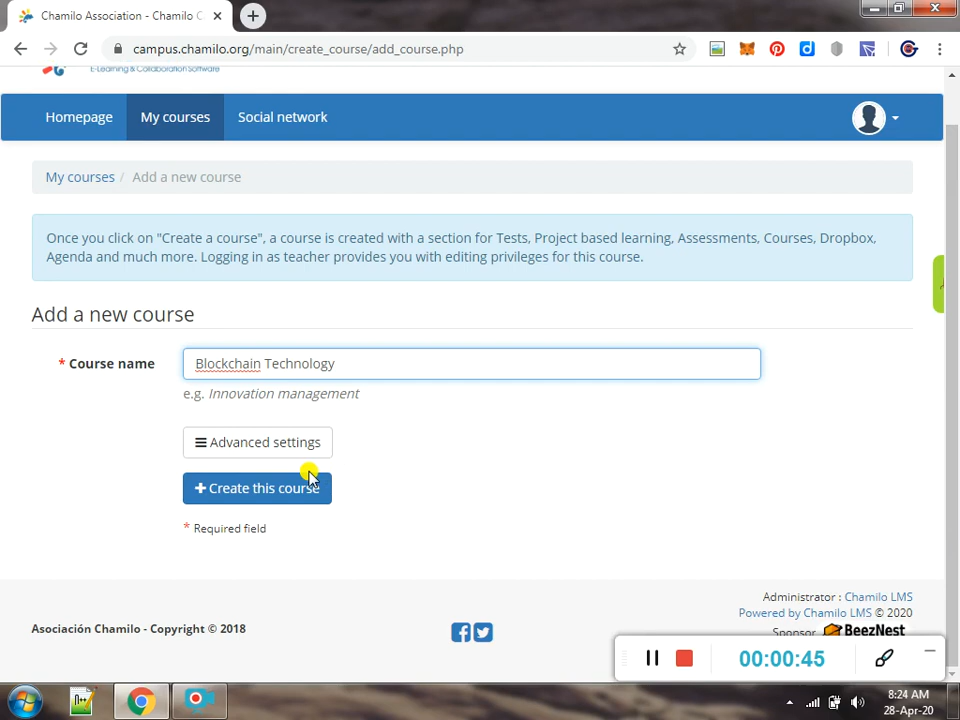 Chamilo Association - Chamilo C
campus.chamilo.org/main/create_course/add_course.php
E-Learning & Collaboration Software
Homepage
My courses
Social network
My courses / Add a new course
Once you click on "Create a course", a course is created with a section for Tests, Project based learning, Assessments, Courses, Dropbox,
Agenda and much more. Logging in as teacher provides you with editing privileges for this course.
Add a new course
* Course name
Blockchain Technology
e.g. Innovation management
Advanced settings
+ Create this course
* Required field
Administrator : Chamilo LMS
Powered by Chamilo LMS © 2020
Asociación Chamilo - Copyright © 2018
Sponsor BeezNest
00:00:45
8:24 AM
28-Apr-20